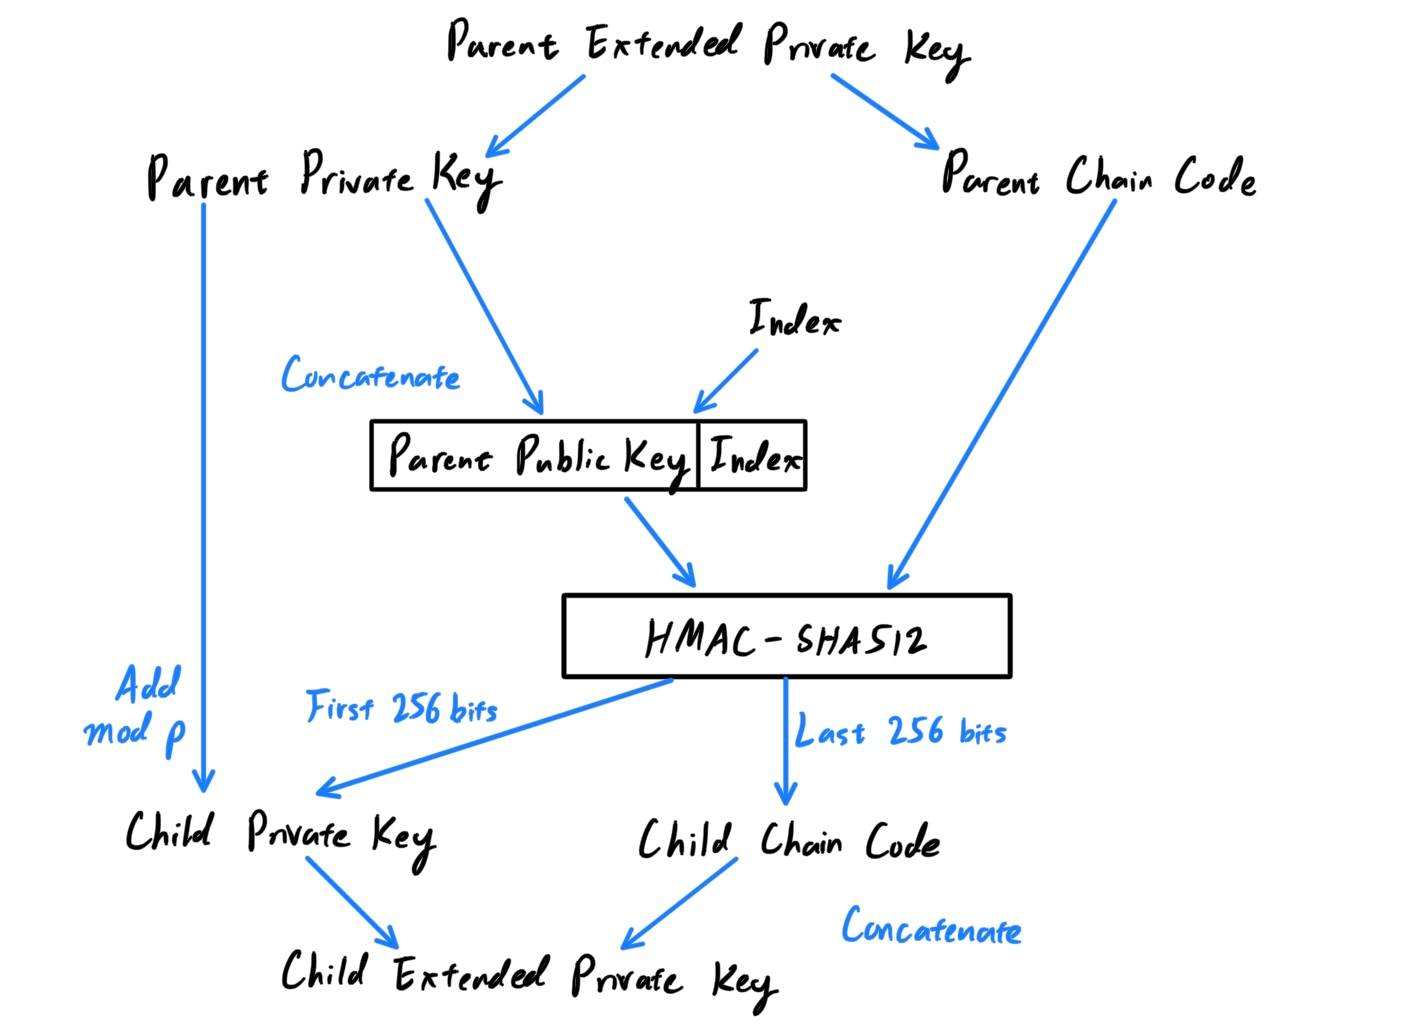 Parent Extended Private Key
Parent Private Key
Parent Chain Code
Index
Concatenate
Parent Public Key
Index
HMAC-SHA512
Add
mod p
First 256 bits
Last 256 bits
Child Private Key
Child Chain Code
Concatenate
Child Extended Private Key